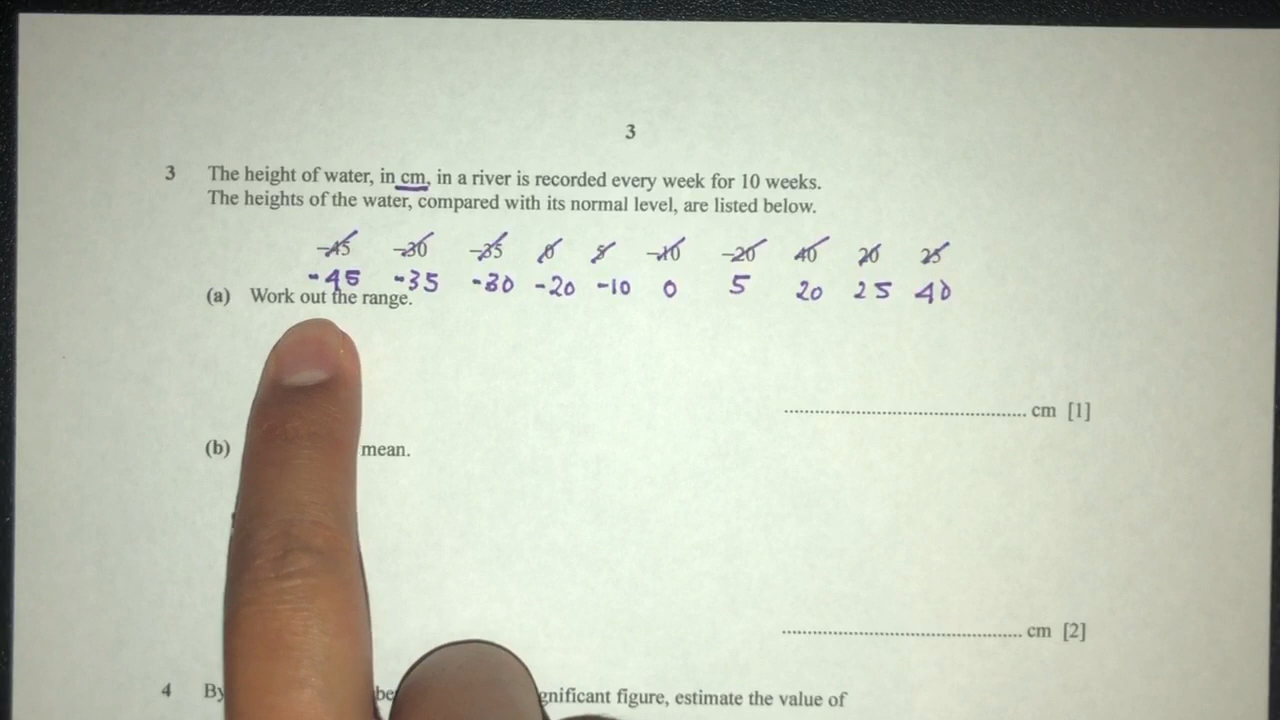 3
3 The height of water, in cm, in a river is recorded every week for 10 weeks.
The heights of the water, compared with its normal level, are listed below.
-45 -30 -35 0 5 -10 -20 40 20 25
-45 -35 -30 -20 -10 0 5 20 25 40
(a) Work out the range.
cm [1]
(b) mean.
cm [2]
4 By gnificant figure, estimate the value of